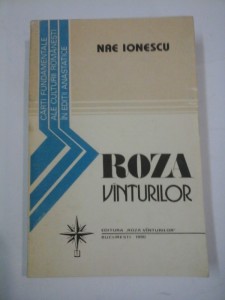 NAE IONESCU
CĂRȚI FUNDAMENTALE
ALE CULTURII ROMÂNEȘTI
ÎN EDIȚII ANASTATICE
ROZA
VÎNTURILOR
EDITURA "ROZA VÎNTURILOR"
BUCUREȘTI - 1990